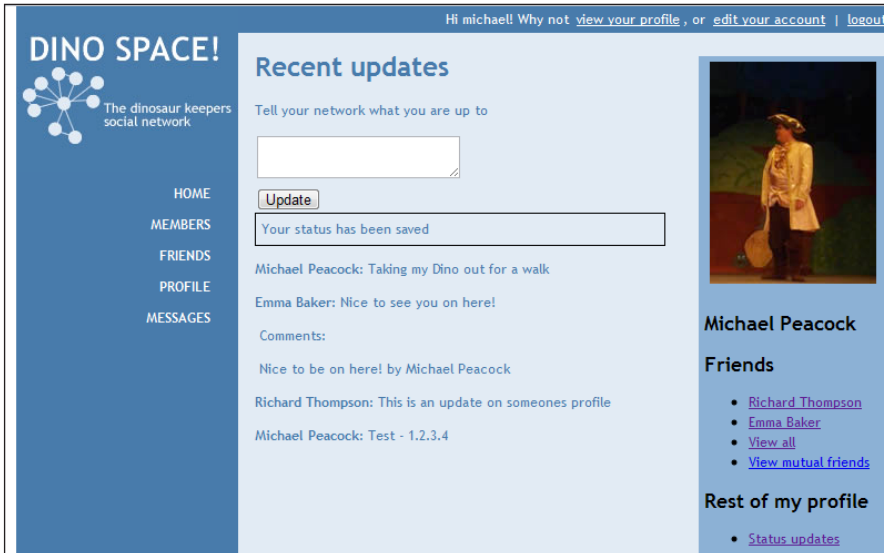 Hi michael! Why not view your profile , or edit your account | logout
DINO SPACE!
The dinosaur keepers
social network
HOME
MEMBERS
FRIENDS
PROFILE
MESSAGES
Recent updates
Tell your network what you are up to
Update
Your status has been saved
Michael Peacock: Taking my Dino out for a walk
Emma Baker: Nice to see you on here!
Comments:
Nice to be on here! by Michael Peacock
Richard Thompson: This is an update on someones profile
Michael Peacock: Test - 1.2.3.4
Michael Peacock
Friends
Richard Thompson
Emma Baker
View all
View mutual friends
Rest of my profile
Status updates